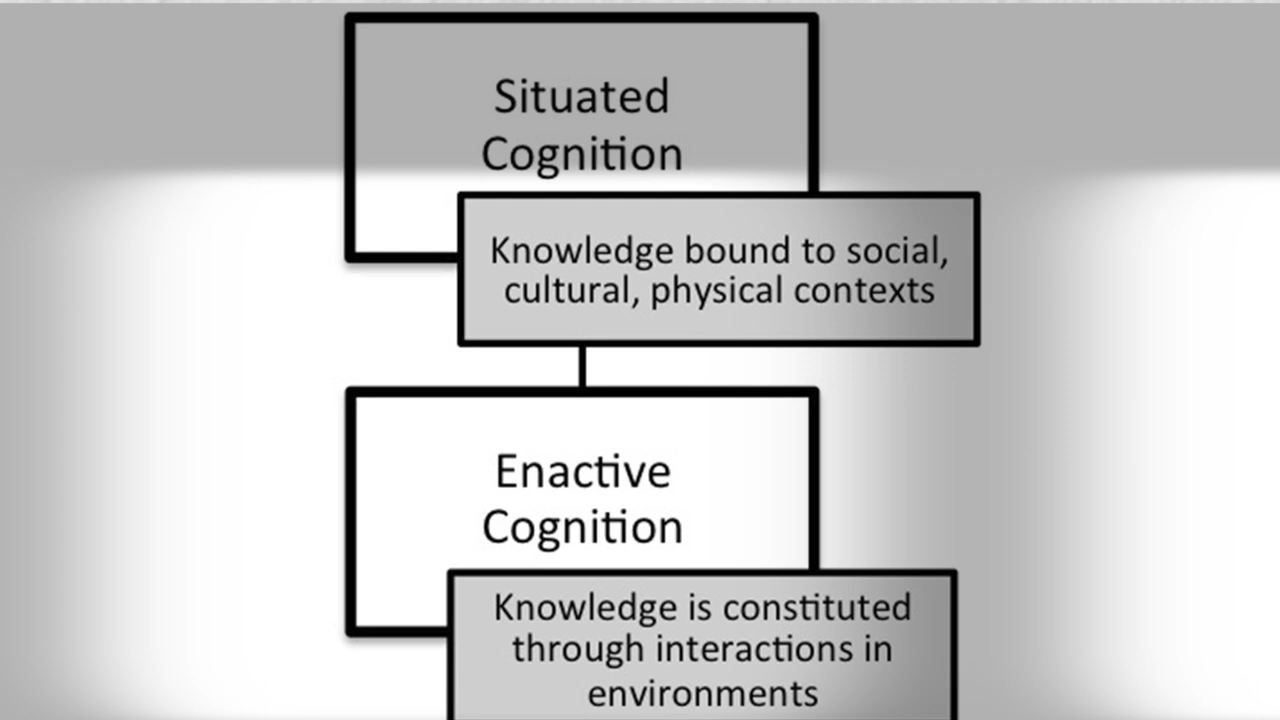 Situated
Cognition
Knowledge bound to social,
cultural, physical contexts
Enactive
Cognition
Knowledge is constituted
through interactions in
environments